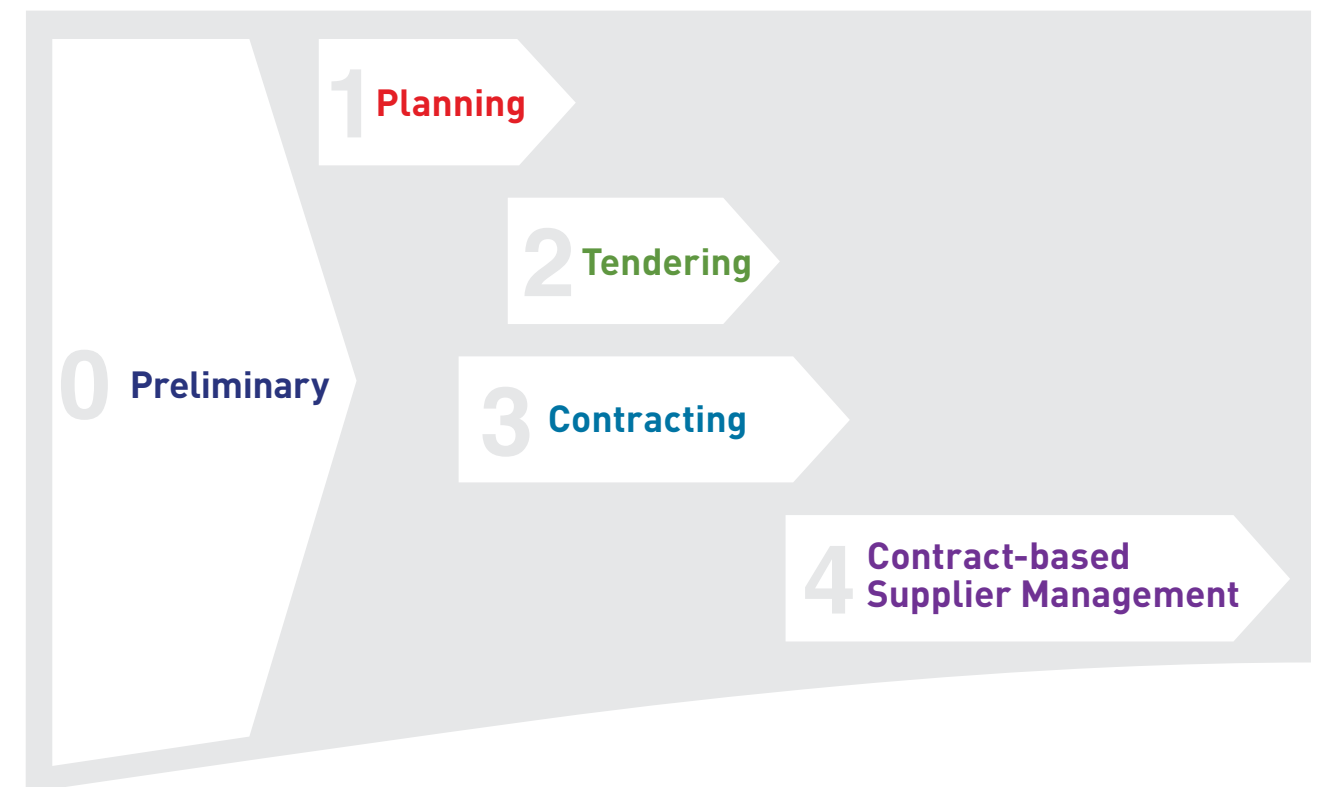 0 Preliminary
1 Planning
2 Tendering
3 Contracting
4 Contract-based
Supplier Management